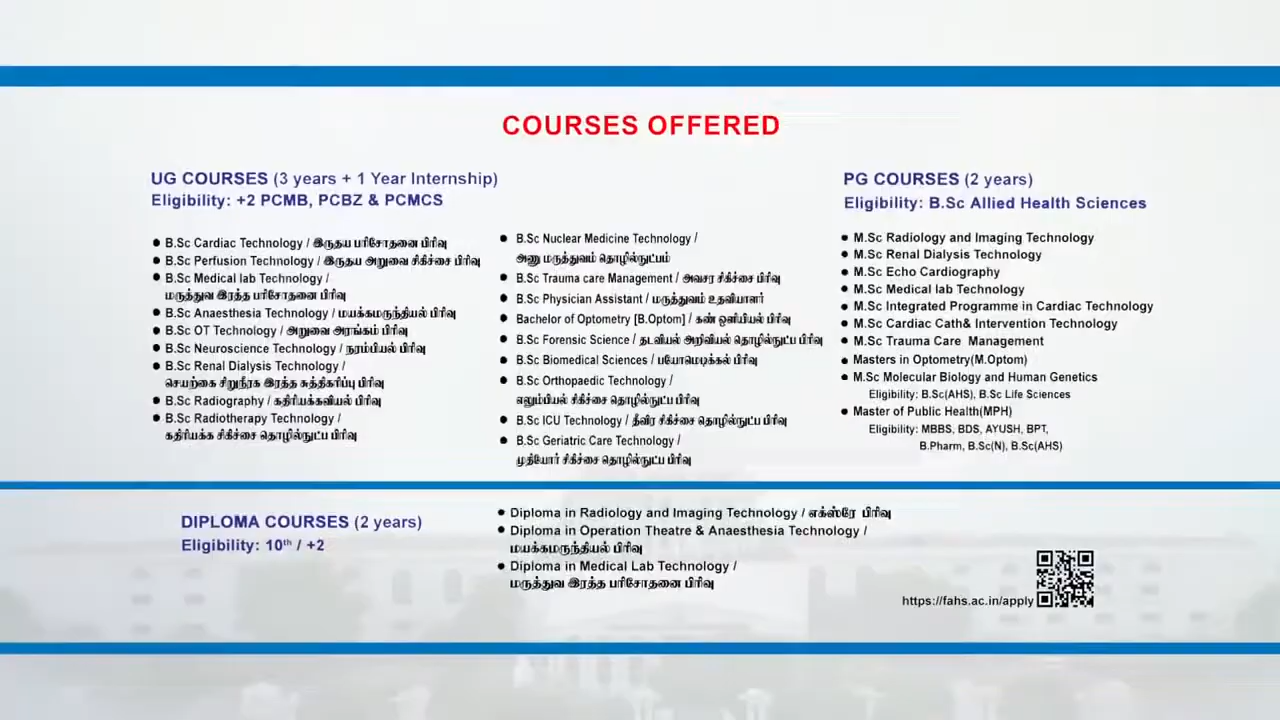 COURSES OFFERED
UG COURSES (3 years + 1 Year Internship)
Eligibility: +2 PCMB, PCBZ & PCMCS
● B.Sc Cardiac Technology / இருதய பரிசோதனை பிரிவு
● B.Sc Perfusion Technology / இருதய அறுவை சிகிச்சை பிரிவு
● B.Sc Medical lab Technology /
மருத்துவ இரத்த பரிசோதனை பிரிவு
● B.Sc Anaesthesia Technology / மயக்கமருந்தியல் பிரிவு
● B.Sc OT Technology / அறுவை அரங்கம் பிரிவு
● B.Sc Neuroscience Technology / நரம்பியல் பிரிவு
● B.Sc Renal Dialysis Technology /
செயற்கை சிறுநீரக இரத்த சுத்திகரிப்பு பிரிவு
● B.Sc Radiography / கதிரியக்கவியல் பிரிவு
● B.Sc Radiotherapy Technology /
கதிரியக்க சிகிச்சை தொழில்நுட்ப பிரிவு
● B.Sc Nuclear Medicine Technology /
அணு மருத்துவம் தொழில்நுட்பம்
● B.Sc Trauma care Management / அவசர சிகிச்சை பிரிவு
● B.Sc Physician Assistant / மருத்துவம் உதவியாளர்
Bachelor of Optometry [B.Optom] / கண் ஒளியியல் பிரிவு
● B.Sc Forensic Science / தடவியல் அறிவியல் தொழில்நுட்ப பிரிவு
● B.Sc Biomedical Sciences / பயோமெடிக்கல் பிரிவு
● B.Sc Orthopaedic Technology /
எலும்பியல் சிகிச்சை தொழில்நுட்ப பிரிவு
● B.Sc ICU Technology / தீவிர சிகிச்சை தொழில்நுட்ப பிரிவு
● B.Sc Geriatric Care Technology /
முதியோர் சிகிச்சை தொழில்நுட்ப பிரிவு
PG COURSES (2 years)
Eligibility: B.Sc Allied Health Sciences
● M.Sc Radiology and Imaging Technology
● M.Sc Renal Dialysis Technology
● M.Sc Echo Cardiography
● M.Sc Medical lab Technology
● M.Sc Integrated Programme in Cardiac Technology
● M.Sc Cardiac Cath& Intervention Technology
● M.Sc Trauma Care Management
● Masters in Optometry(M.Optom)
● M.Sc Molecular Biology and Human Genetics
Eligibility: B.Sc(AHS), B.Sc Life Sciences
● Master of Public Health(MPH)
Eligibility: MBBS, BDS, AYUSH, BPT,
B.Pharm, B.Sc(N), B.Sc(AHS)
DIPLOMA COURSES (2 years)
Eligibility: 10th / +2
● Diploma in Radiology and Imaging Technology / எக்ஸ்ரே பிரிவு
● Diploma in Operation Theatre & Anaesthesia Technology /
மயக்கமருந்தியல் பிரிவு
● Diploma in Medical Lab Technology /
மருத்துவ இரத்த பரிசோதனை பிரிவு
https://fahs.ac.in/apply